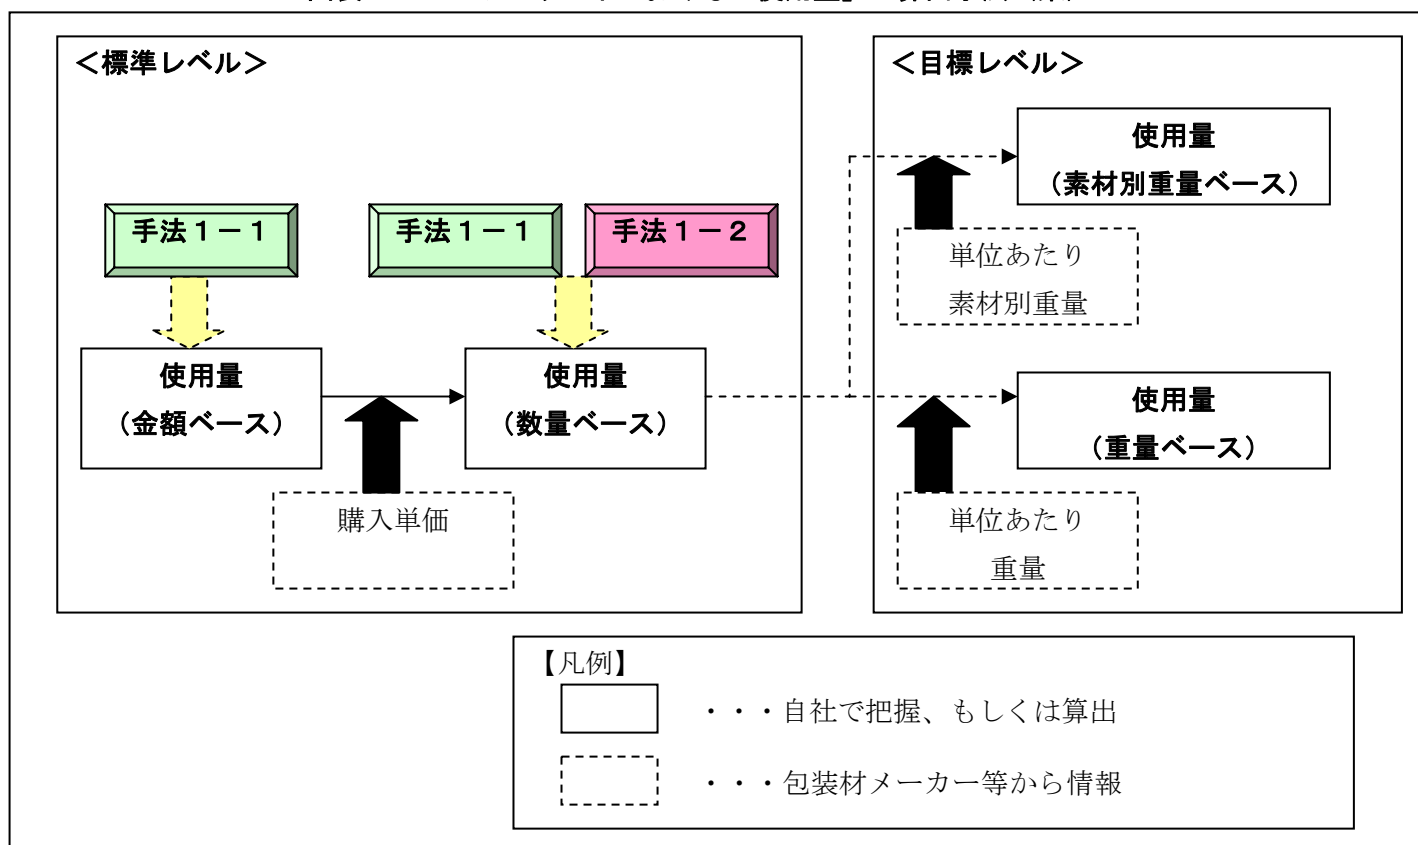 ＜標準レベル＞
手法１－１
手法１－１
手法１－２
使用量
（金額ベース）
使用量
（数量ベース）
購入単価
＜目標レベル＞
使用量
（素材別重量ベース）
単位あたり
素材別重量
使用量
（重量ベース）
単位あたり
重量
【凡例】
・・・自社で把握、もしくは算出
・・・包装材メーカー等から情報